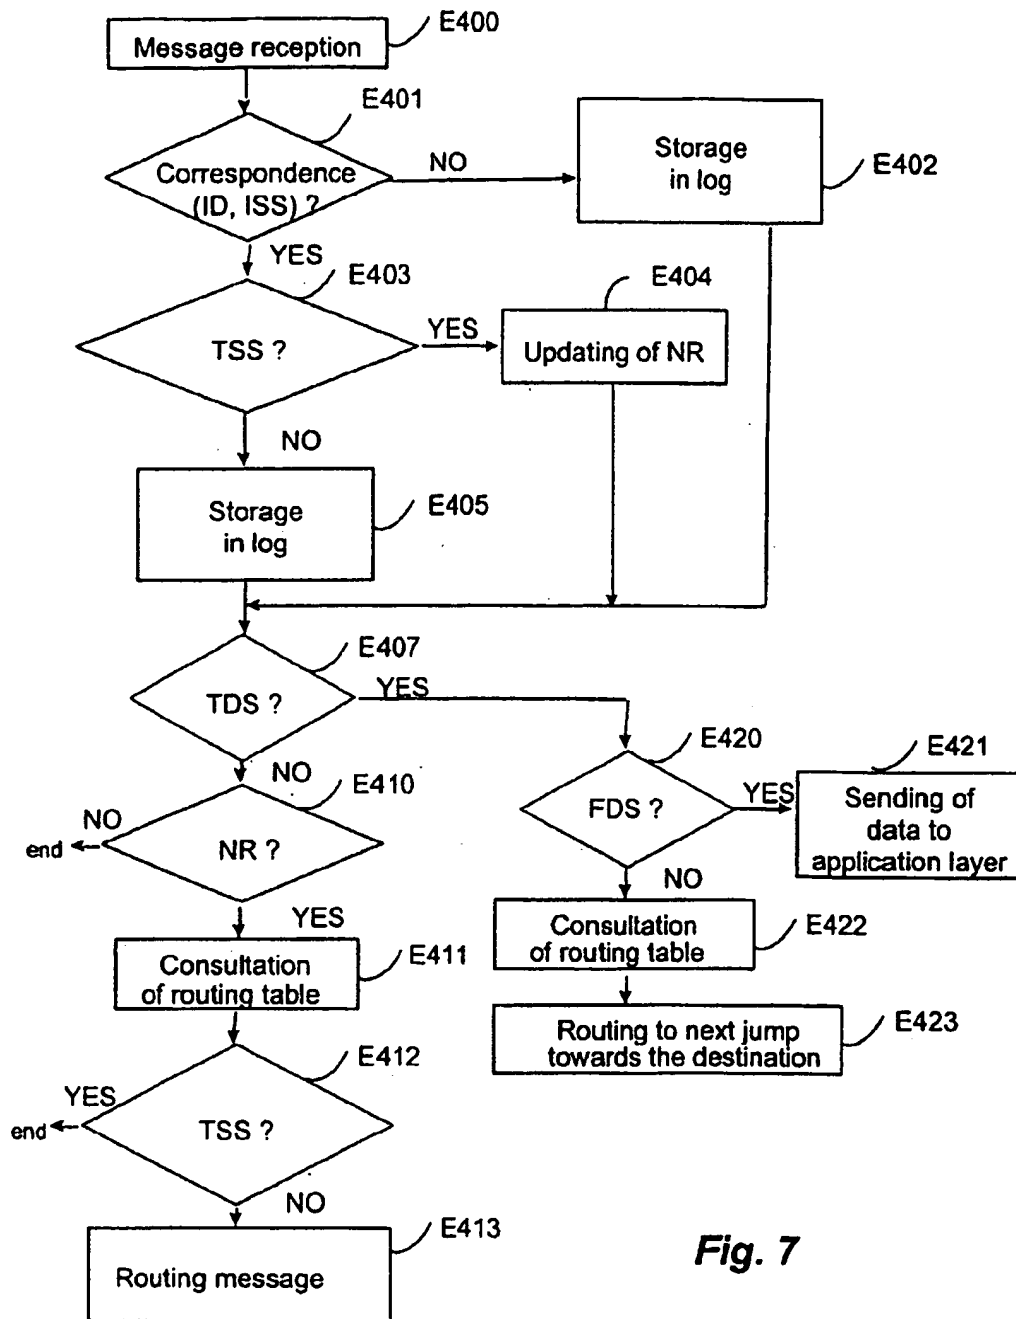 E400
Message reception
E401
Correspondence
(ID, ISS) ?
NO
Storage
in log
E402
YES
E403
TSS ?
YES
E404
Updating of NR
NO
Storage
in log
E405
E407
TDS ?
YES
NO
E410
NO
end
NR ?
E420
FDS ?
YES
E421
Sending of
data to
application layer
NO
YES
Consultation
of routing table
E411
Consultation
of routing table
E422
Routing to next jump
towards the destination
E423
E412
YES
end
TSS ?
NO
E413
Routing message
Fig. 7